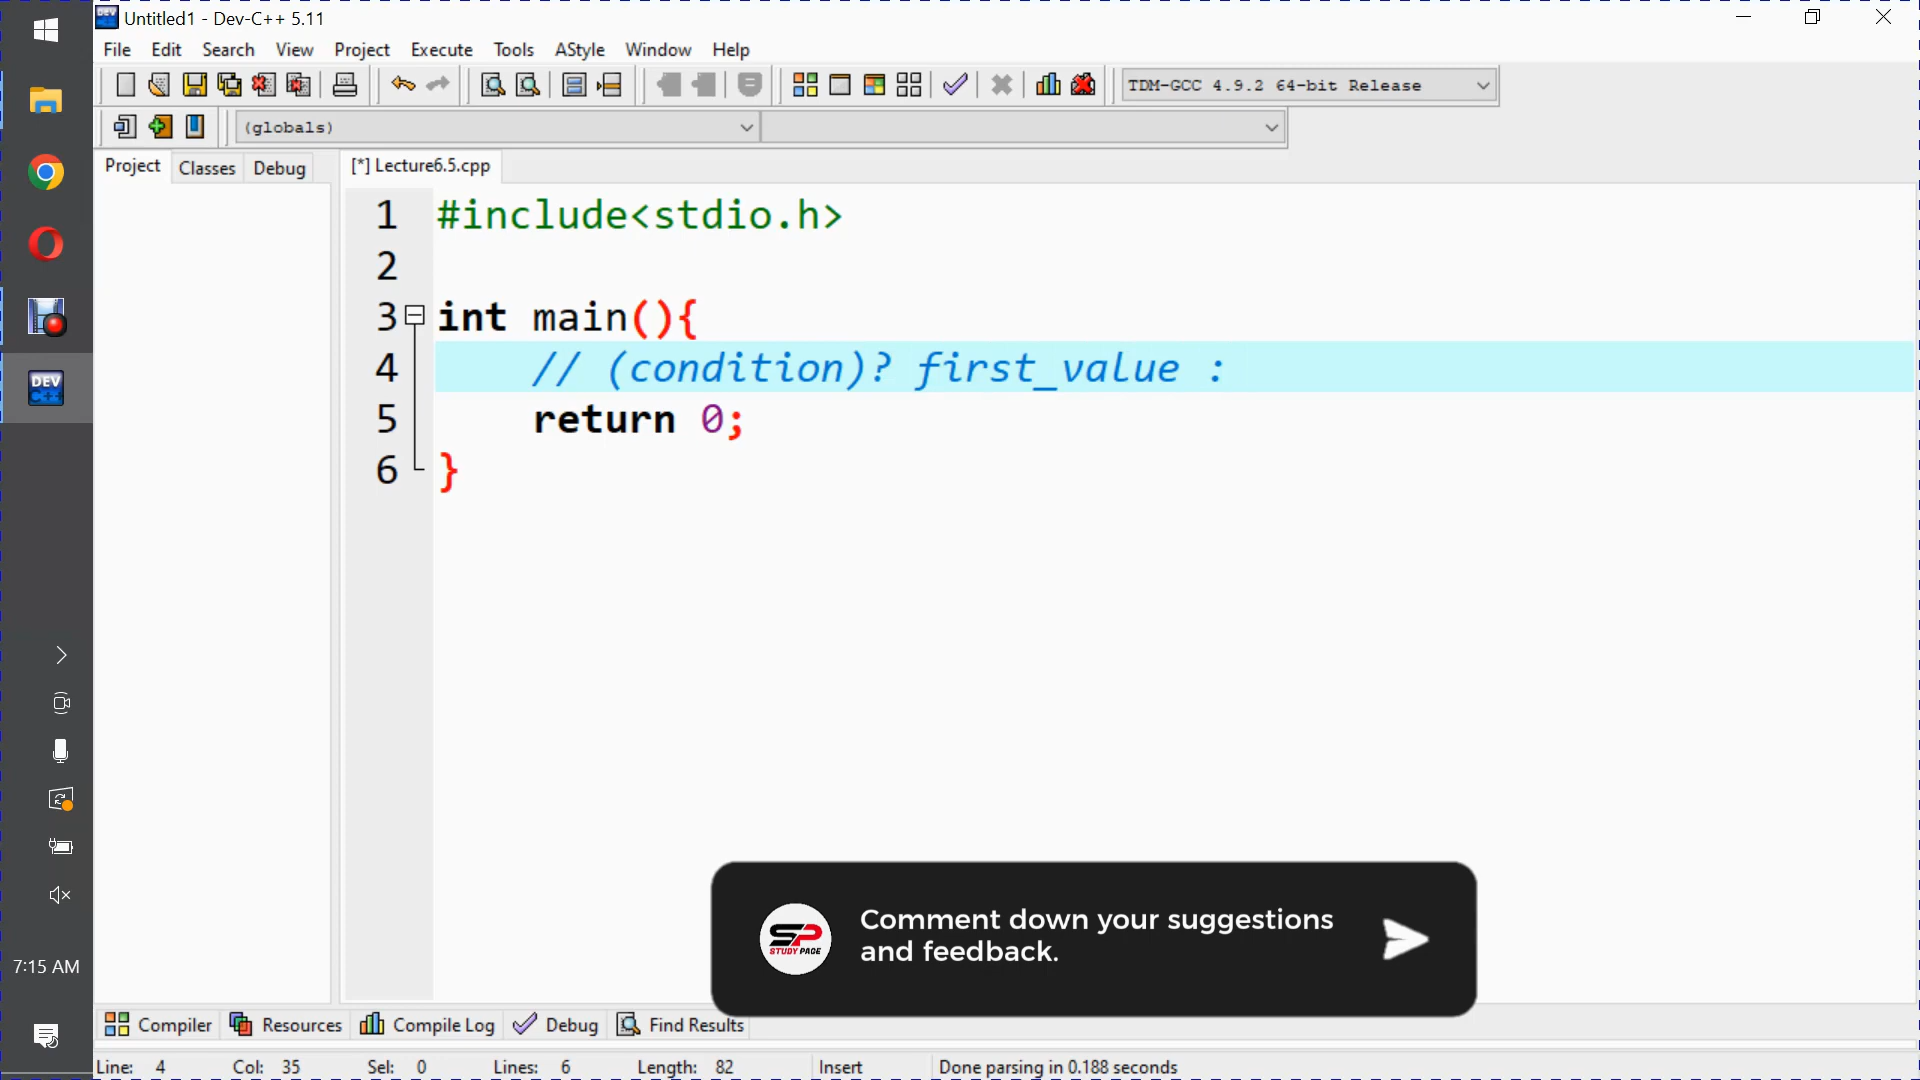 Untitled1 - Dev-C++ 5.11
File Edit Search View Project Execute Tools AStyle Window Help
TDM-GCC 4.9.2 64-bit Release
(globals)
Project Classes Debug [*] Lecture6.5.cpp
1 #include<stdio.h>
2
3 int main(){
4 // (condition)? first_value :
5 return 0;
6 }
DEV C++
SP STUDY PAGE
Comment down your suggestions
and feedback.
7:15 AM
Compiler Resources Compile Log Debug Find Results
Line: 4 Col: 35 Sel: 0 Lines: 6 Length: 82 Insert Done parsing in 0.188 seconds